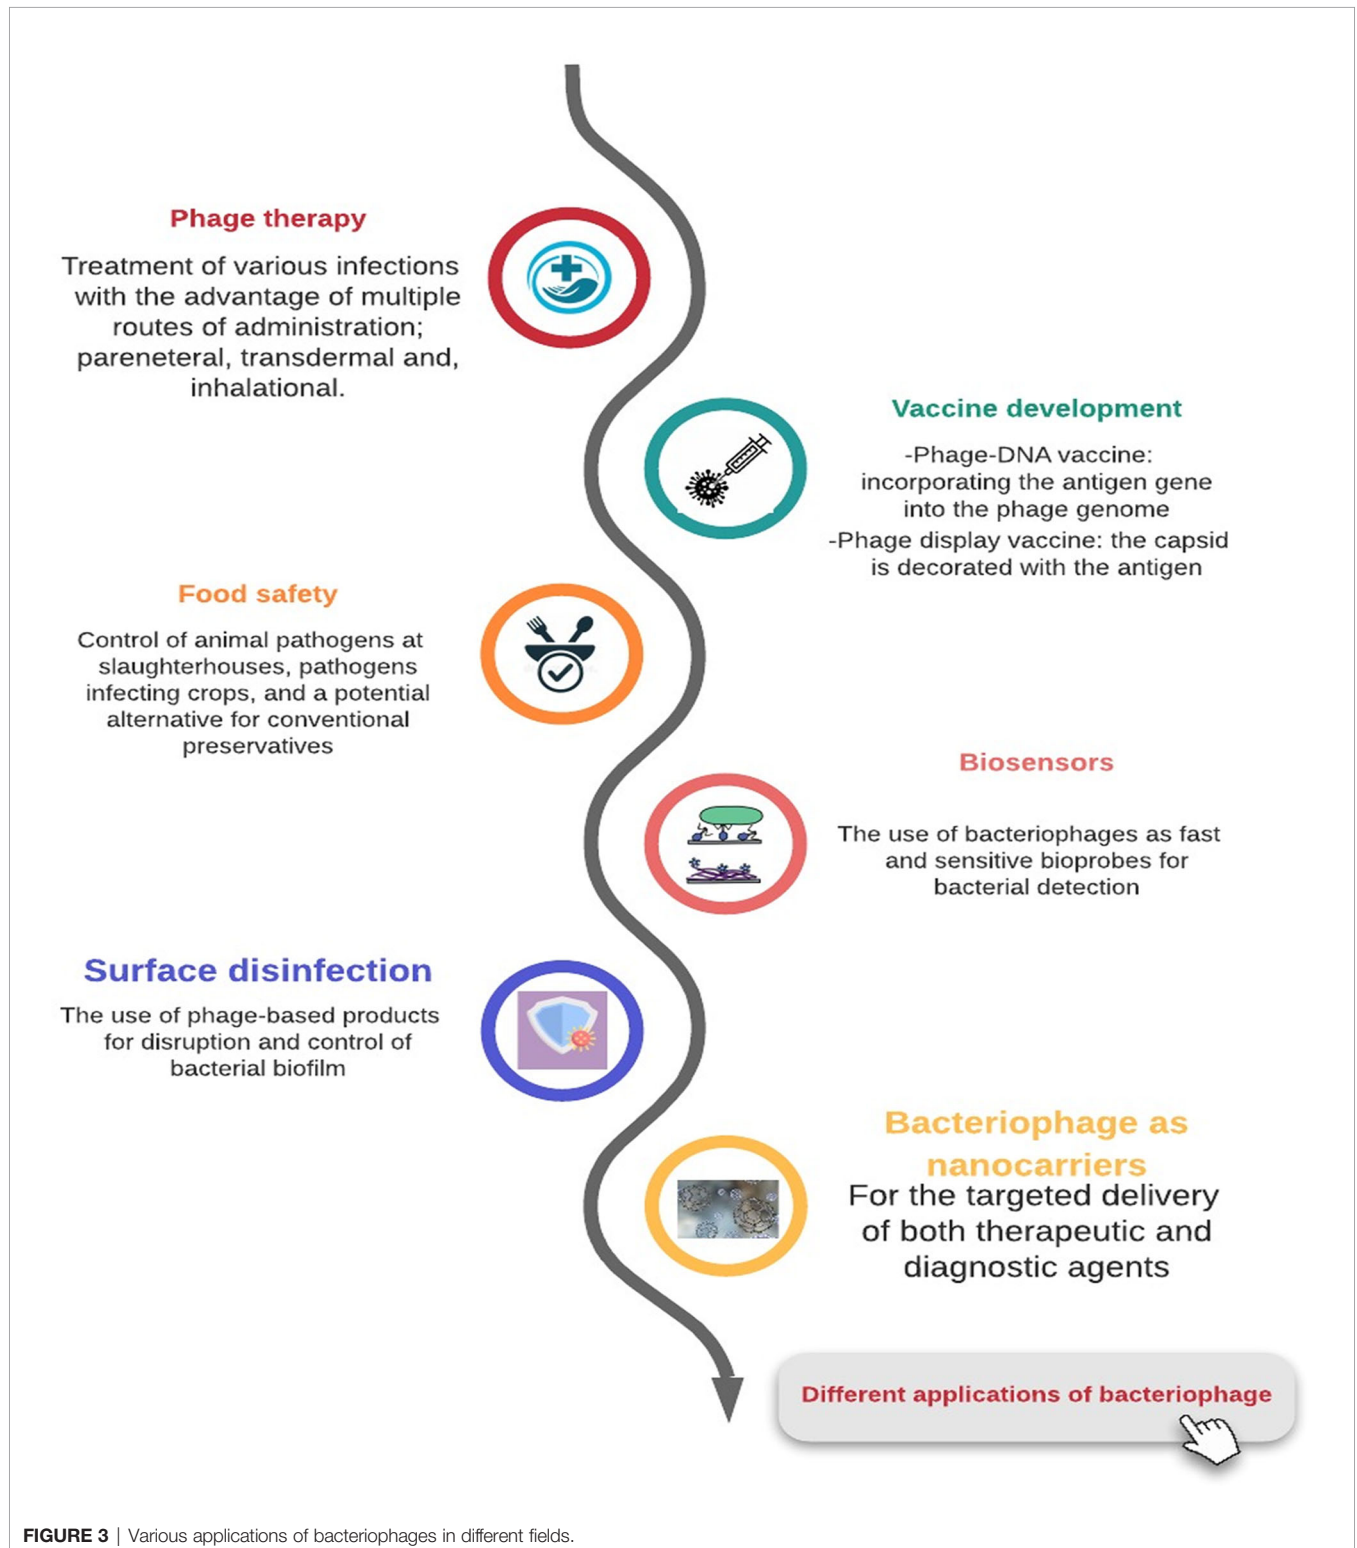 Phage therapy
Treatment of various infections
with the advantage of multiple
routes of administration;
pareneteral, transdermal and,
inhalational.
Vaccine development
-Phage-DNA vaccine:
incorporating the antigen gene
into the phage genome
-Phage display vaccine: the capsid
is decorated with the antigen
Food safety
Control of animal pathogens at
slaughterhouses, pathogens
infecting crops, and a potential
alternative for conventional
preservatives
Biosensors
The use of bacteriophages as fast
and sensitive bioprobes for
bacterial detection
Surface disinfection
The use of phage-based products
for disruption and control of
bacterial biofilm
Bacteriophage as
nanocarriers
For the targeted delivery
of both therapeutic and
diagnostic agents
Different applications of bacteriophage
FIGURE 3 | Various applications of bacteriophages in different fields.